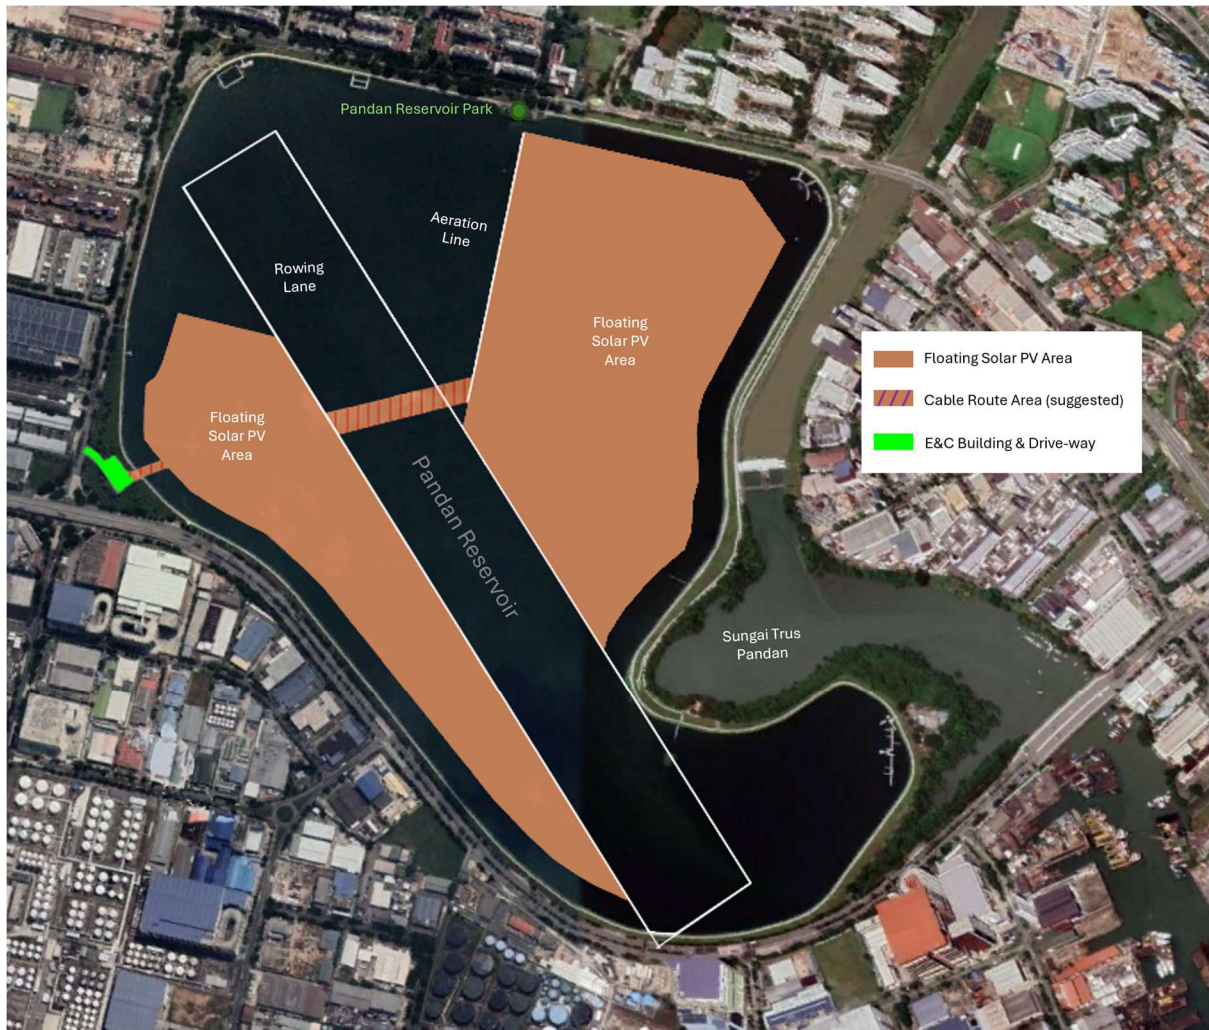 Pandan Reservoir Park
Aeration
Line
Rowing
Lane
Floating
Solar PV
Area
Floating Solar PV Area
Cable Route Area (suggested)
E&C Building & Drive-way
Floating
Solar PV
Area
Pandan Reservoir
Sungai Trus
Pandan